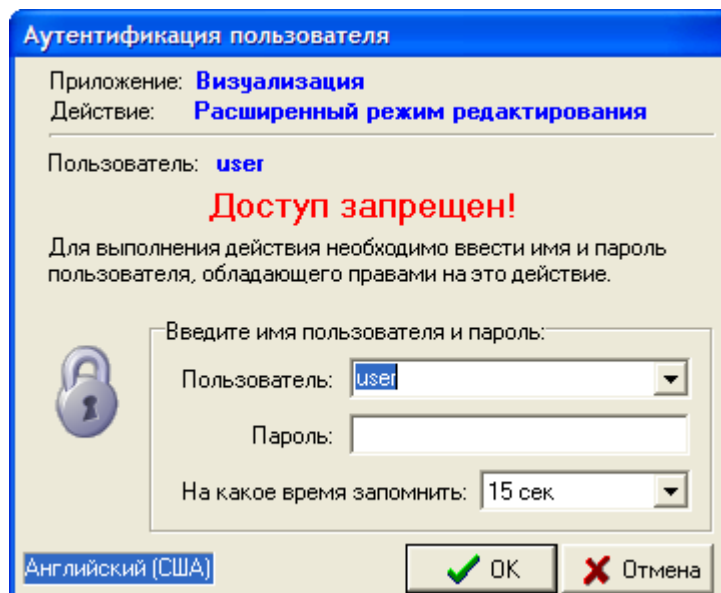 Аутентификация пользователя
Приложение: Визуализация
Действие: Расширенный режим редактирования
Пользователь: user
Доступ запрещен!
Для выполнения действия необходимо ввести имя и пароль
пользователя, обладающего правами на это действие.
Введите имя пользователя и пароль:
Пользователь: user
Пароль:
На какое время запомнить: 15 сек
Английский (США) OK Отмена